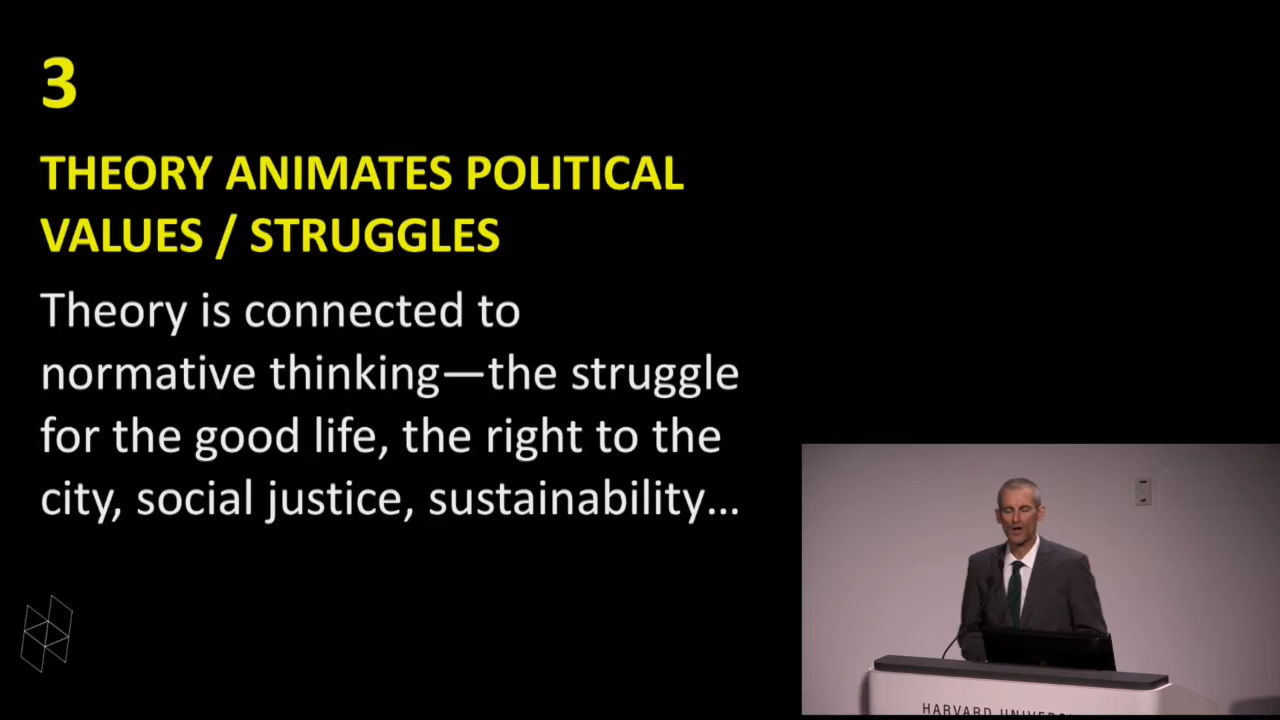 3
THEORY ANIMATES POLITICAL
VALUES / STRUGGLES
Theory is connected to
normative thinking—the struggle
for the good life, the right to the
city, social justice, sustainability…
HARVARD